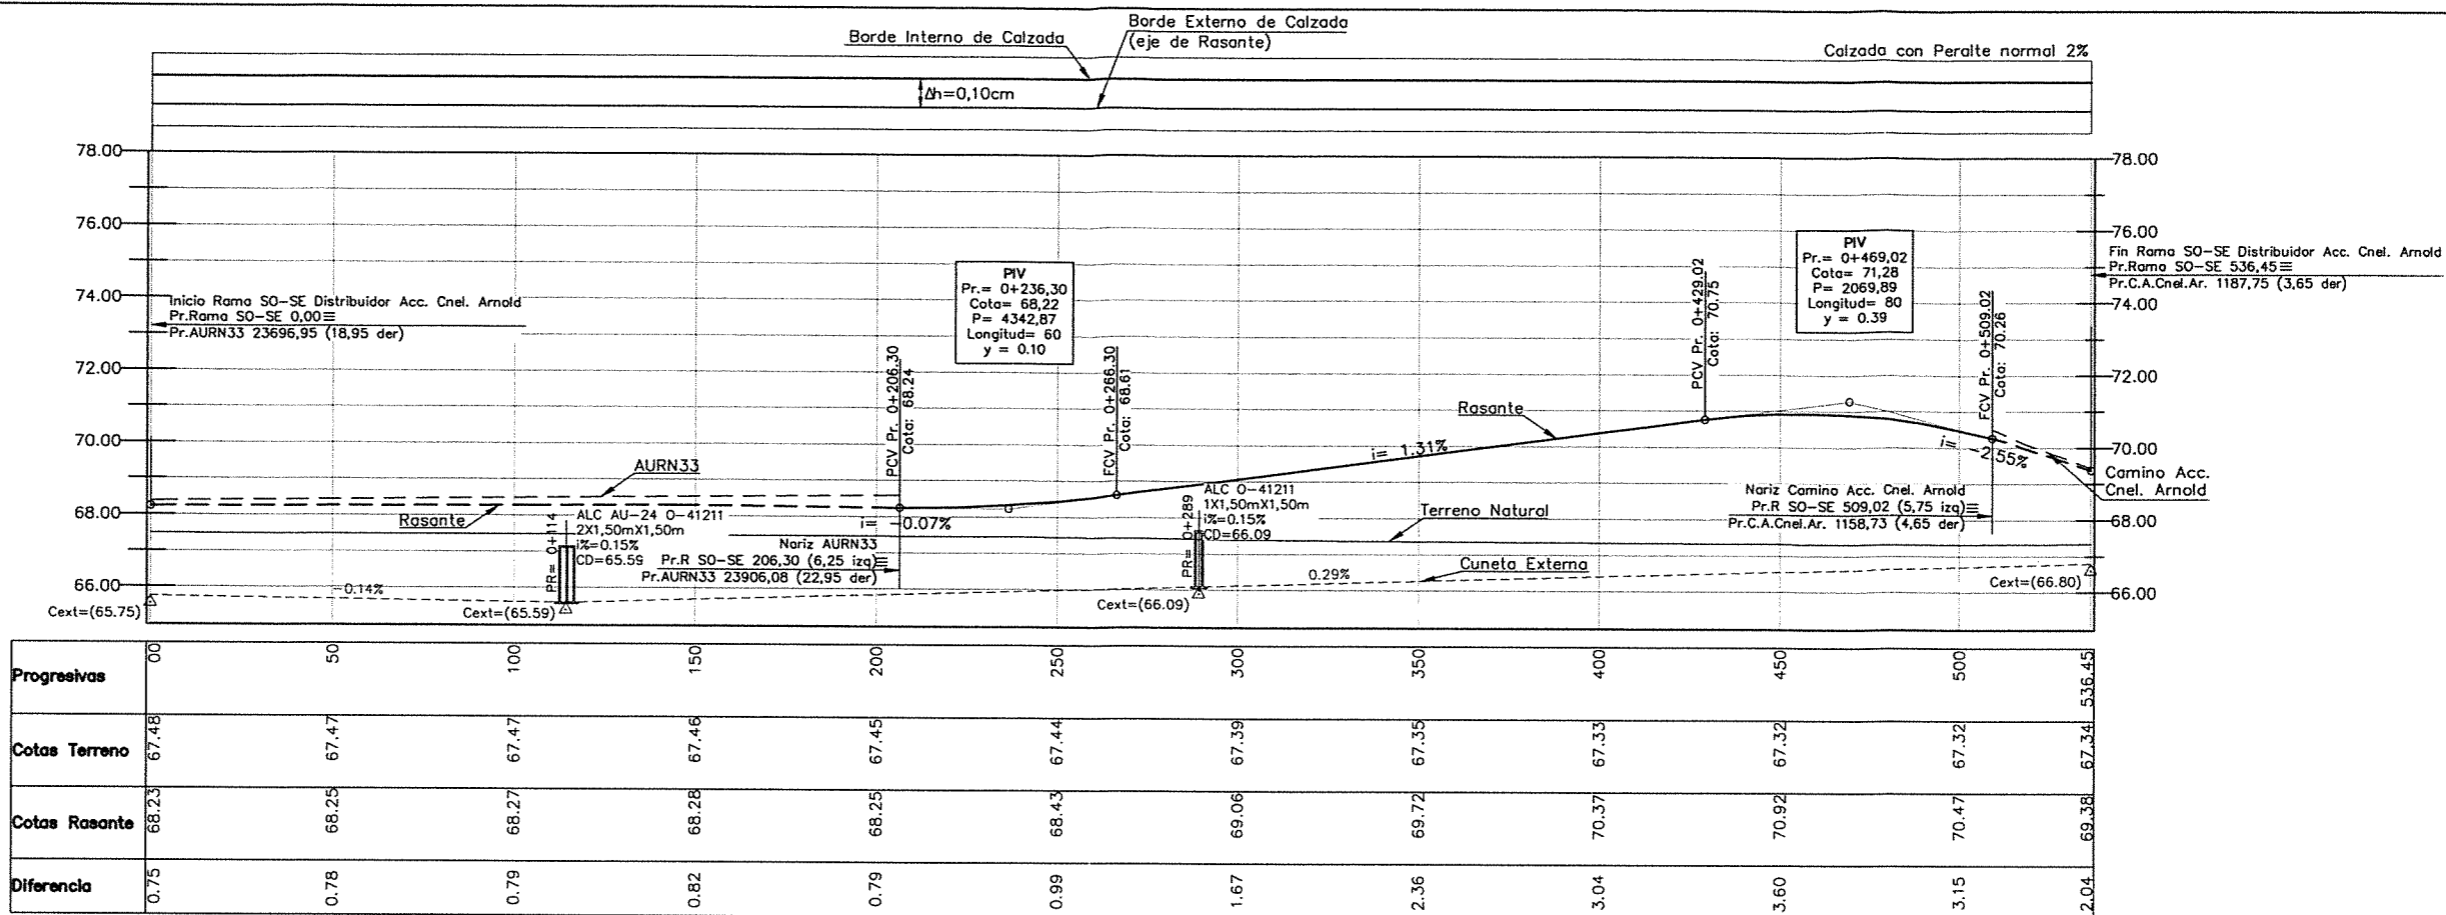 Borde Interno de Calzada
Borde Externo de Calzada
(eje de Rasante)
Calzada con Peralte normal 2%
Δh=0,10cm
78.00
76.00
74.00
72.00
70.00
68.00
66.00
78.00
76.00
74.00
72.00
70.00
68.00
66.00
Inicio Rama SO-SE Distribuidor Acc. Cnel. Arnold
Pr.Rama SO-SE 0,00≡
Pr.AURN33 23696,95 (18,95 der)
PIV
Pr.= 0+236,30
Cota= 68,22
P= 4342,87
Longitud= 60
y = 0.10
PIV
Pr.= 0+469,02
Cota= 71,28
P= 2069,89
Longitud= 80
y = 0.39
Fin Rama SO-SE Distribuidor Acc. Cnel. Arnold
Pr.Rama SO-SE 536,45≡
Pr.C.A.Cnel.Ar. 1187,75 (3,65 der)
PCV Pr. 0+206.30
Cota: 68.24
FCV Pr. 0+266.30
Cota: 68.61
PCV Pr. 0+429.02
Cota: 70.75
FCV Pr. 0+509.02
Cota: 70.26
AURN33
Rasante
Rasante
i= 1.31%
i= -2.55%
Camino Acc.
Cnel. Arnold
PR= 0+114
ALC AU-24 O-41211
2X1,50mX1,50m
i%=0.15%
CD=65.59
i= -0.07%
Nariz AURN33
Pr.R SO-SE 206,30 (6,25 izq)≡
Pr.AURN33 23906,08 (22,95 der)
PR= 0+289
ALC O-41211
1X1,50mX1,50m
i%=0.15%
CD=66.09
Terreno Natural
Nariz Camino Acc. Cnel. Arnold
Pr.R SO-SE 509,02 (5,75 izq)≡
Pr.C.A.Cnel.Ar. 1158,73 (4,65 der)
-0.14%
0.29%
Cuneta Externa
Cext=(65.75)
Cext=(65.59)
Cext=(66.09)
Cext=(66.80)
Progresivas 00 50 100 150 200 250 300 350 400 450 500 536.45
Cotas Terreno 67.48 67.47 67.47 67.46 67.45 67.44 67.39 67.35 67.33 67.32 67.32 67.34
Cotas Rasante 68.23 68.25 68.27 68.28 68.25 68.43 69.06 69.72 70.37 70.92 70.47 69.38
Diferencia 0.75 0.78 0.79 0.82 0.79 0.99 1.67 2.36 3.04 3.60 3.15 2.04